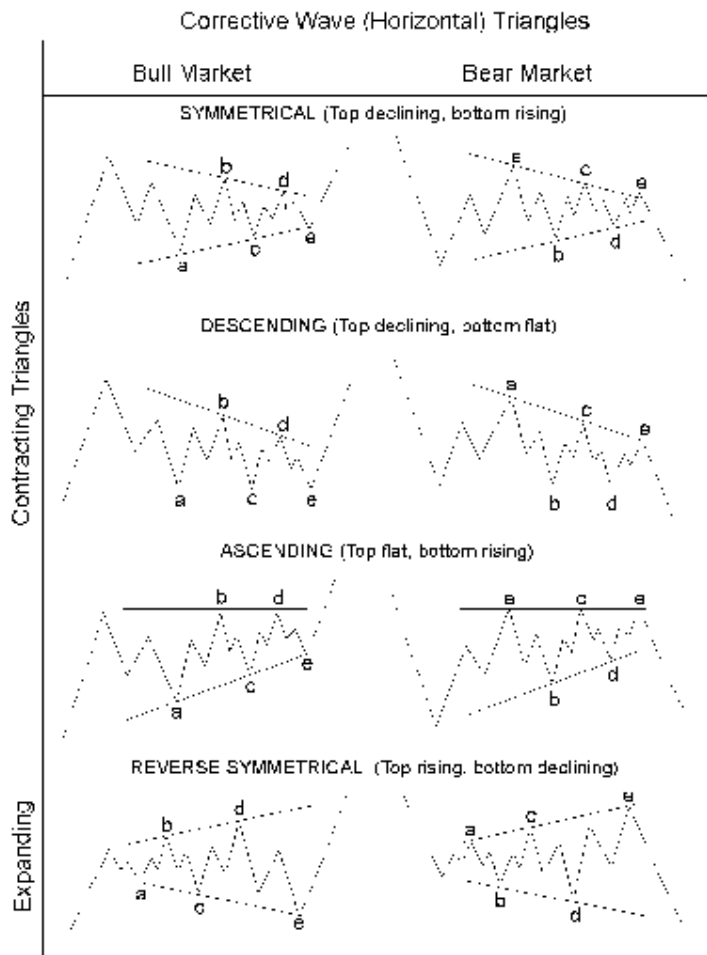 Corrective Wave (Horizontal) Triangles
Bull Market Bear Market
SYMMETRICAL (Top declining, bottom rising)
b d a c e
a c e b d
DESCENDING (Top declining, bottom flat)
b d a c e
a c e b d
ASCENDING (Top flat, bottom rising)
b d a c e
a c e b d
REVERSE SYMMETRICAL (Top rising, bottom declining)
b d a c e
a c e b d
Contracting Triangles
Expanding